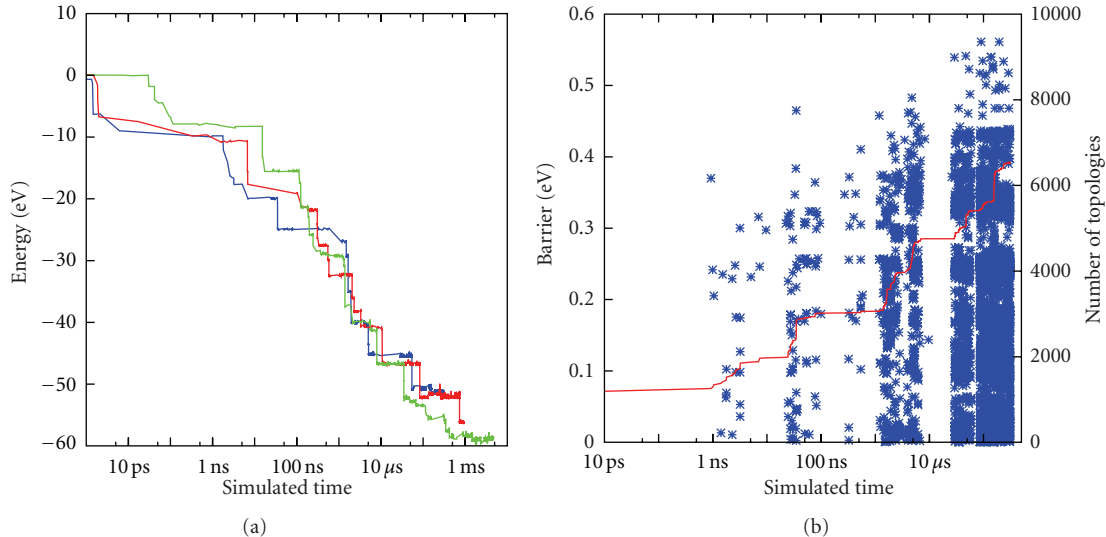 10
0
−10
−20
−30
−40
−50
−60
Energy (eV)
10 ps
1 ns
100 ns
10 µs
1 ms
Simulated time
(a)
0.6
0.5
0.4
0.3
0.2
0.1
0
Barrier (eV)
10 ps
1 ns
100 ns
10 µs
Simulated time
10000
8000
6000
4000
2000
0
Number of topologies
(b)